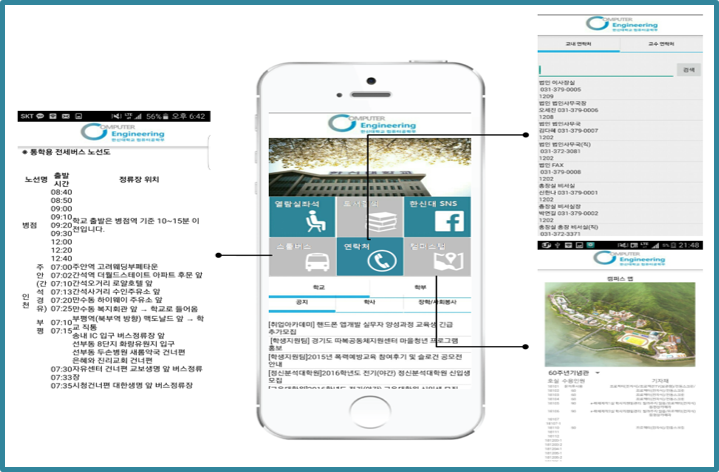 SKT 56% 오후 6:42
COMPUTER
Engineering
한신대학교 컴퓨터공학부
* 통학용 전세버스 노선도
노선명 출발시간 정류장 위치
병점
08:40
08:50
09:00
09:10
09:20
09:30
12:00
12:20
12:40
학교 출발은 병점역 기준 10~15분 이
전입니다.
주안(간석)경유
인천
부평
07:00 주안역 고려웨딩부페타운
07:02 간석역 더월드스테이트 아파트 후문 앞
07:10 간석오거리 로얄호텔 앞
07:13 간석사거리 수인주유소 앞
07:20 만수동 하이웨이 주유소 앞
07:25 만수동 복지회관 앞 → 학교로 들어옴
07:10 부평역(북부역 방향) 맥도날드 앞 → 학
07:15 교 직통
송내 IC 입구 버스정류장 앞
선부동 8단지 화랑유원지 입구
선부동 두손병원 새롬약국 건너편
은혜와 진리교회 건너편
07:30 자유센터 건너편 교보생명 앞 버스정류
07:33 장
07:35 시청건너편 대한생명 앞 버스정류장
COMPUTER
Engineering
한신대학교 컴퓨터공학부
한신대학교
열람실좌석
한신대 SNS
스쿨버스
연락처
캠퍼스맵
학교 학부
공지 학사 장학/사회봉사
[취업아카데미] 핸드폰 앱개발 실무자 양성과정 교육생 긴급
추가모집
[학생지원팀] 경기도 따복공동체지원센터 마을청년 프로그램
홍보
[학생지원팀]2015년 폭력예방교육 참여후기 및 슬로건 공모전
안내
[정신분석대학원]2016학년도 전기(야간) 정신분석대학원 신입생
모집
COMPUTER
Engineering
한신대학교 컴퓨터공학부
교내 연락처 교수 연락처
검색
법인 이사장실
031-379-0005
1209
법인 법인사무국장
031-379-0006
1208
법인 법인사무국
김다혜 031-379-0007
1202
법인 법인사무국(직)
031-372-3081
1202
법인 FAX
031-379-0008
1202
총장실 비서실
신한나 031-379-0001
1202
총장실 비서실장
박연길 031-379-0002
1202
총장실 총장 비서실(직)
031-372-3371
21:48
COMPUTER
Engineering
캠퍼스 맵
60주년기념관
호실 수용인원 기자재